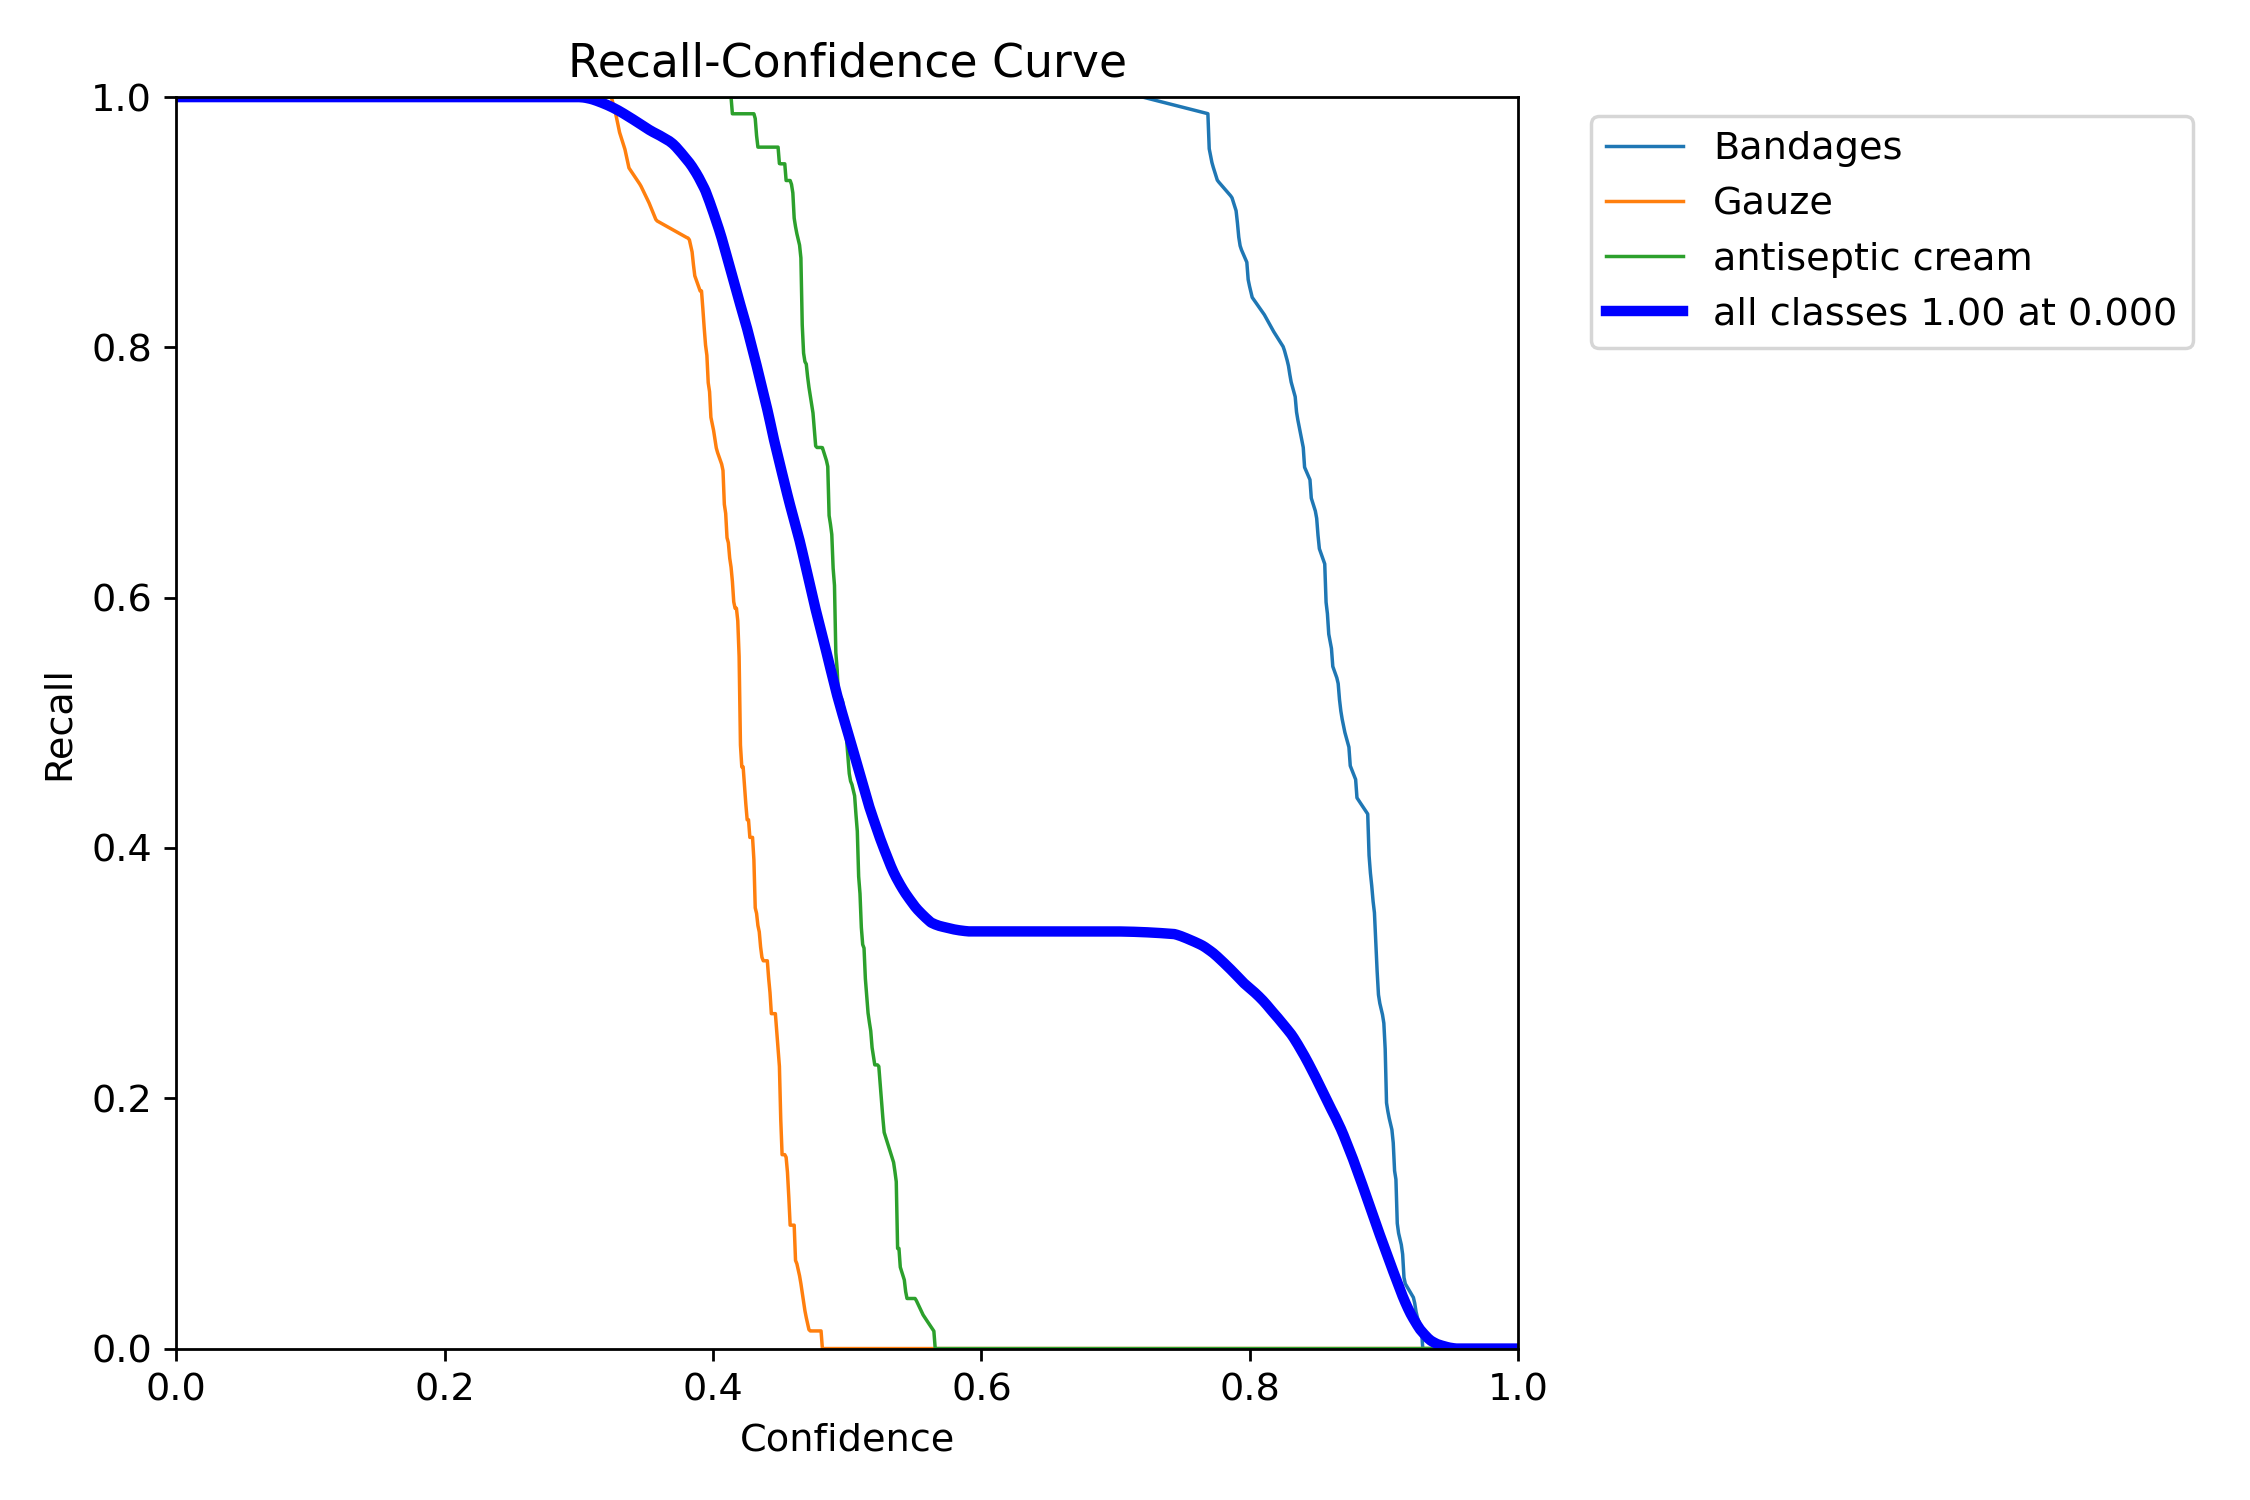 Recall-Confidence Curve
1.0
0.8
0.6
0.4
0.2
0.0
Recall
0.0 0.2 0.4 0.6 0.8 1.0
Confidence
Bandages
Gauze
antiseptic cream
all classes 1.00 at 0.000